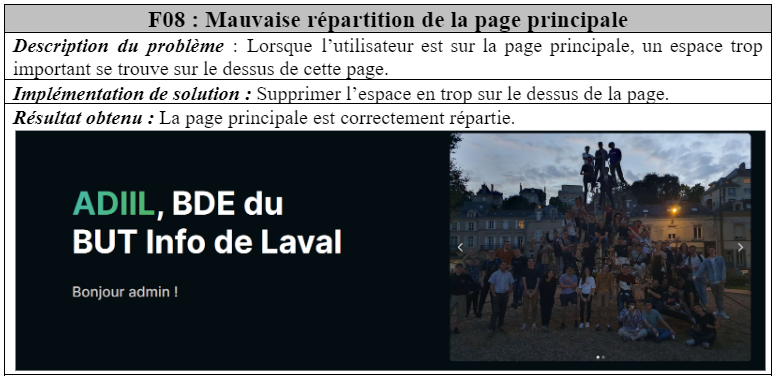 F08 : Mauvaise répartition de la page principale
Description du problème : Lorsque l’utilisateur est sur la page principale, un espace trop
important se trouve sur le dessus de cette page.
Implémentation de solution : Supprimer l’espace en trop sur le dessus de la page.
Résultat obtenu : La page principale est correctement répartie.
ADIIL, BDE du
BUT Info de Laval
Bonjour admin !